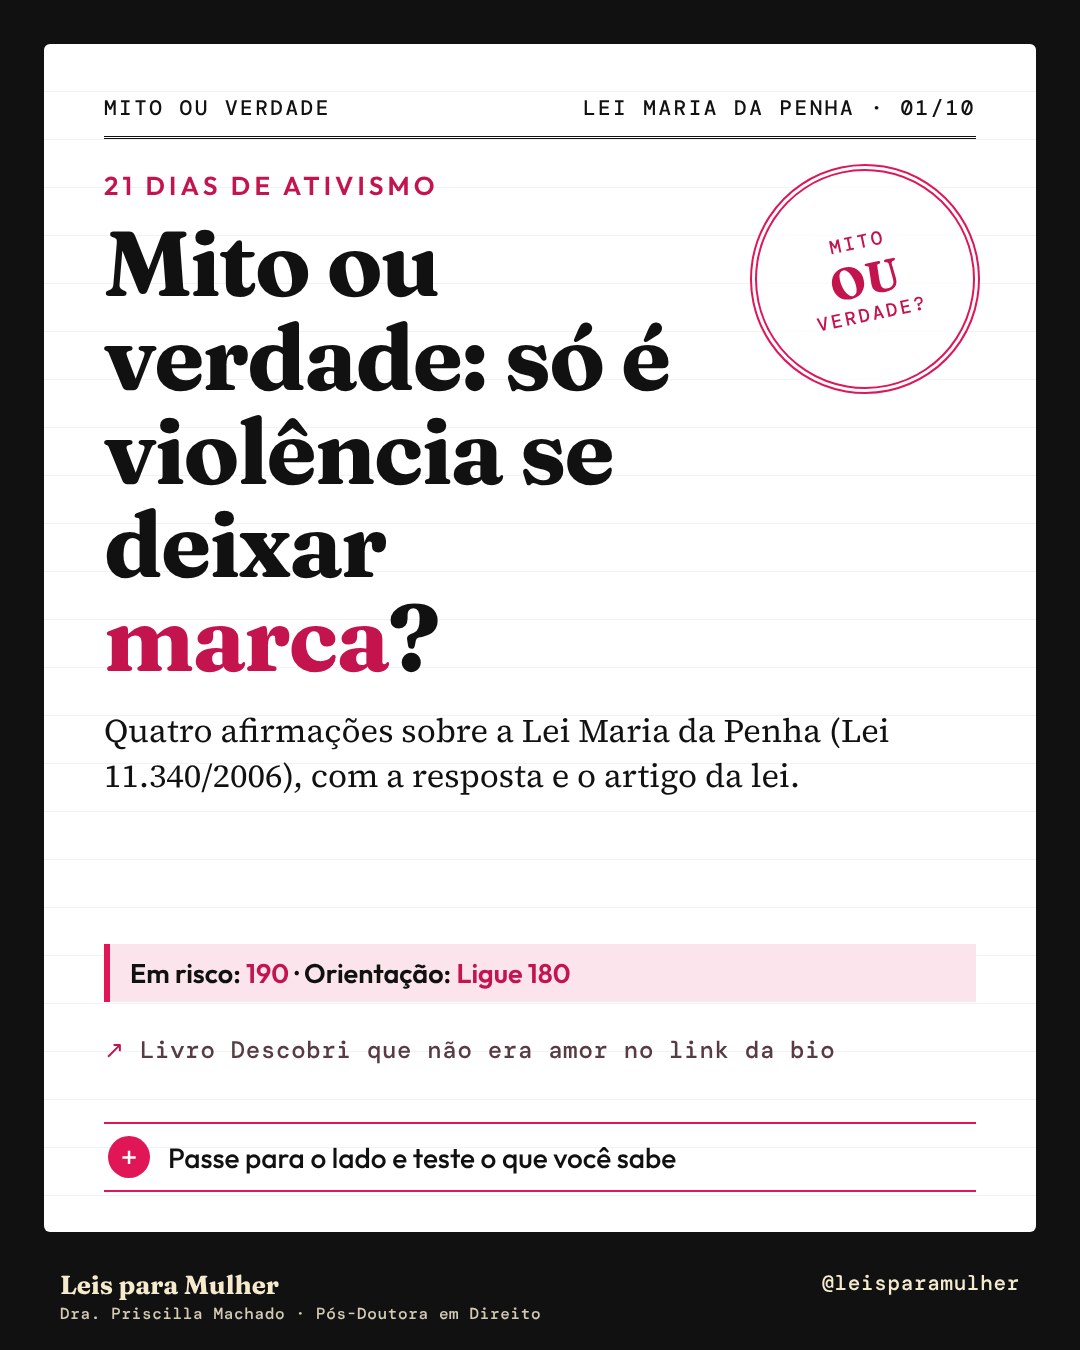 MITO OU VERDADE
LEI MARIA DA PENHA · 01/10
21 DIAS DE ATIVISMO
MITO
OU
VERDADE?
Mito ou
verdade: só é
violência se
deixar
marca?
Quatro afirmações sobre a Lei Maria da Penha (Lei
11.340/2006), com a resposta e o artigo da lei.
Em risco: 190 · Orientação: Ligue 180
↗ Livro Descobri que não era amor no link da bio
+ Passe para o lado e teste o que você sabe
Leis para Mulher
@leisparamulher
Dra. Priscilla Machado · Pós-Doutora em Direito